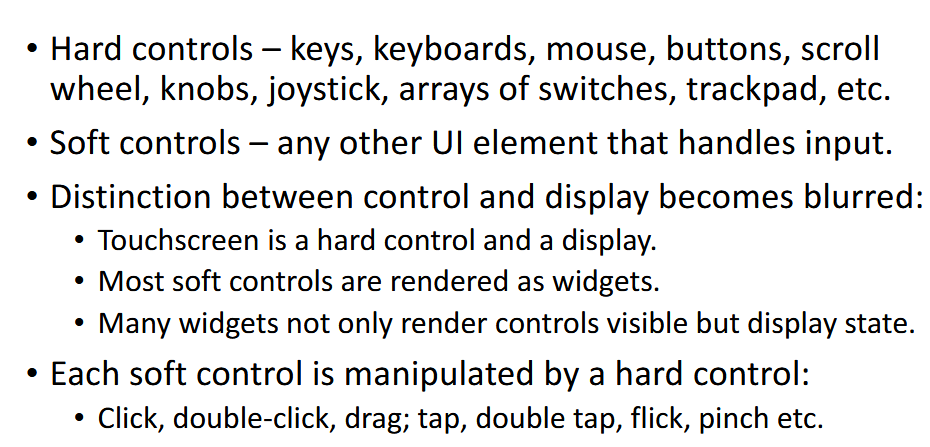 • Hard controls – keys, keyboards, mouse, buttons, scroll
wheel, knobs, joystick, arrays of switches, trackpad, etc.
• Soft controls – any other UI element that handles input.
• Distinction between control and display becomes blurred:
• Touchscreen is a hard control and a display.
• Most soft controls are rendered as widgets.
• Many widgets not only render controls visible but display state.
• Each soft control is manipulated by a hard control:
• Click, double-click, drag; tap, double tap, flick, pinch etc.